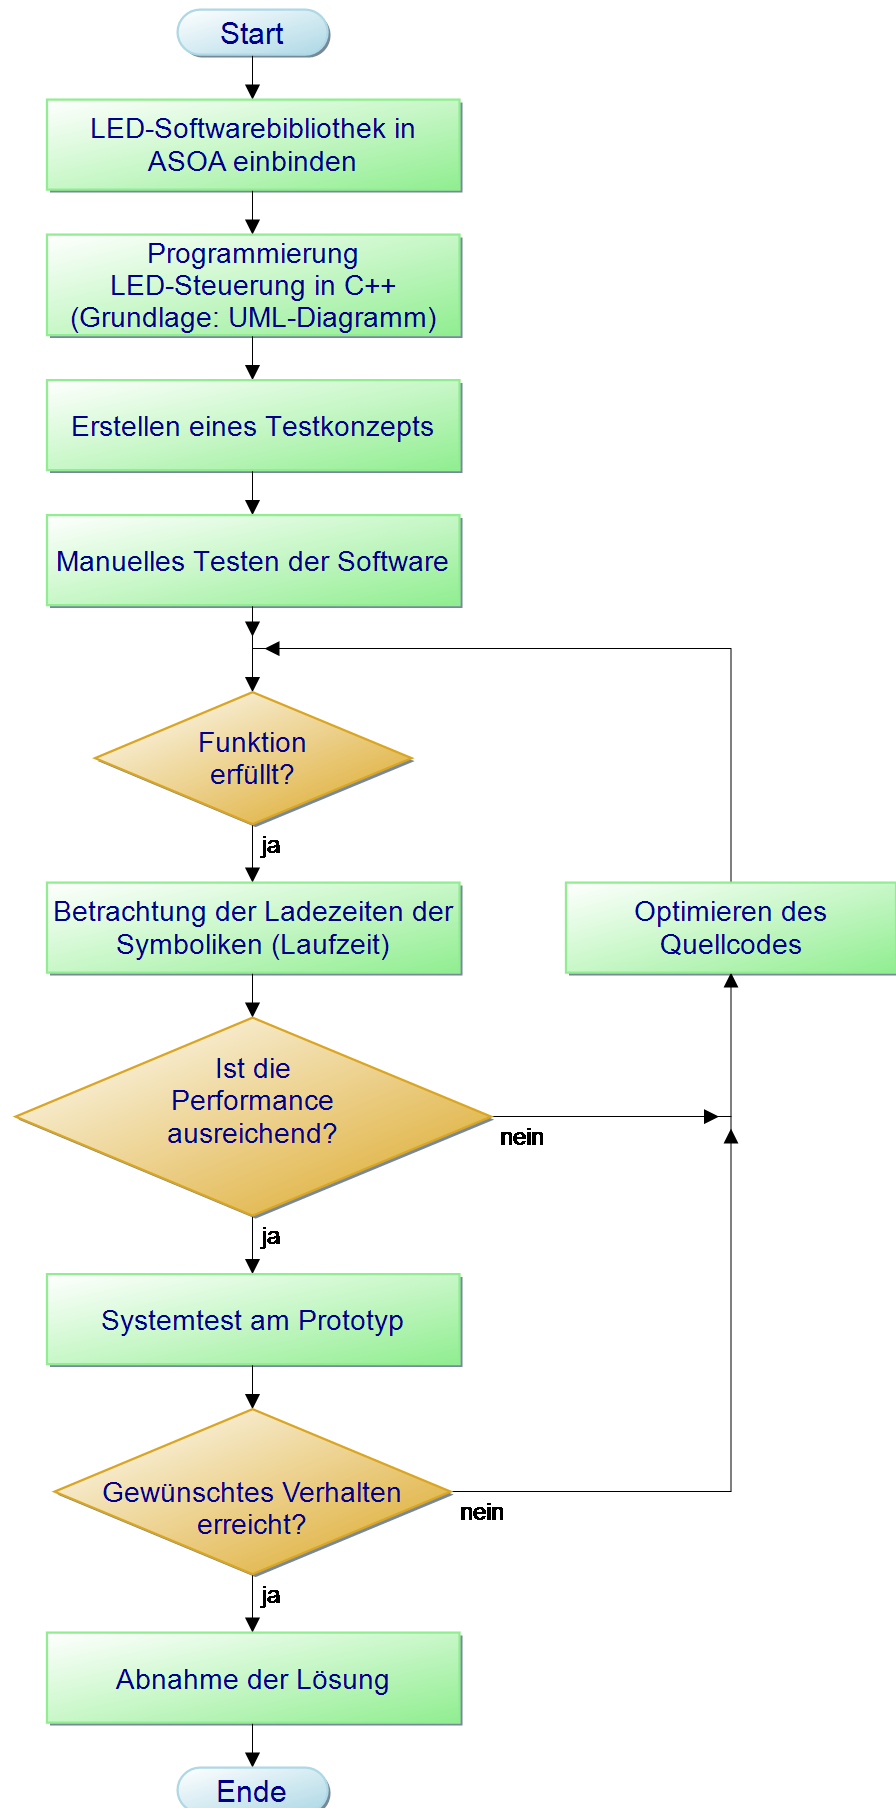 Start
LED-Softwarebibliothek in
ASOA einbinden
Programmierung
LED-Steuerung in C++
(Grundlage: UML-Diagramm)
Erstellen eines Testkonzepts
Manuelles Testen der Software
Funktion
erfüllt?
ja
Betrachtung der Ladezeiten der
Symboliken (Laufzeit)
Optimieren des
Quellcodes
Ist die
Performance
ausreichend?
nein
ja
Systemtest am Prototyp
Gewünschtes Verhalten
erreicht?
nein
ja
Abnahme der Lösung
Ende